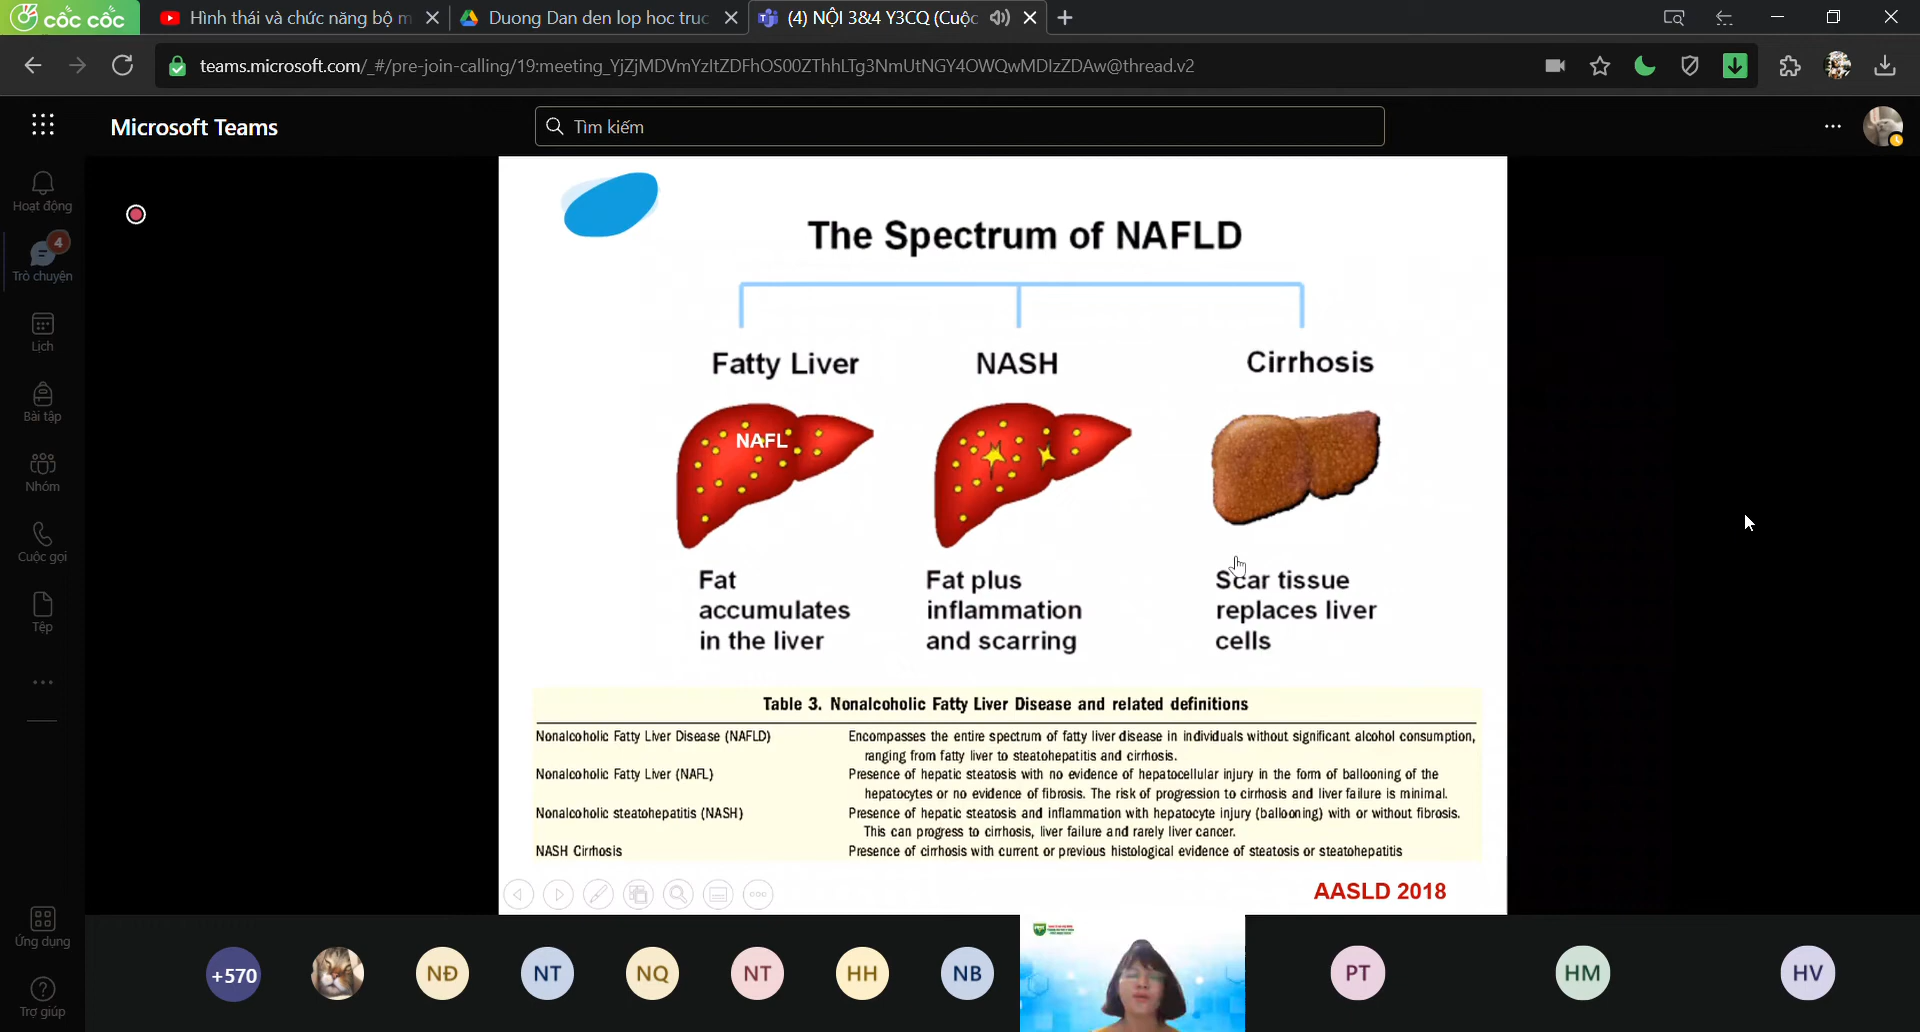 cốc cốc
Hình thái và chức năng bộ m
Duong Dan den lop hoc truc
(4) NỘI 3&4 Y3CQ (Cuộc
teams.microsoft.com/_#/pre-join-calling/19:meeting_YjZjMDVmYzItZDFhOS00ZThhLTg3NmUtNGY4OWQwMDIzZDAw@thread.v2
Microsoft Teams
Tìm kiếm
Hoạt động
4
Trò chuyện
Lịch
Bài tập
Nhóm
Cuộc gọi
Tệp
Ứng dụng
Trợ giúp
The Spectrum of NAFLD
Fatty Liver NASH Cirrhosis
NAFL
Fat
accumulates
in the liver
Fat plus
inflammation
and scarring
Scar tissue
replaces liver
cells
Table 3. Nonalcoholic Fatty Liver Disease and related definitions
Nonalcoholic Fatty Liver Disease (NAFLD) Encompasses the entire spectrum of fatty liver disease in individuals without significant alcohol consumption,
ranging from fatty liver to steatohepatitis and cirrhosis.
Nonalcoholic Fatty Liver (NAFL) Presence of hepatic steatosis with no evidence of hepatocellular injury in the form of ballooning of the
hepatocytes or no evidence of fibrosis. The risk of progression to cirrhosis and liver failure is minimal.
Nonalcoholic steatohepatitis (NASH) Presence of hepatic steatosis and inflammation with hepatocyte injury (ballooning) with or without fibrosis.
This can progress to cirrhosis, liver failure and rarely liver cancer.
NASH Cirrhosis Presence of cirrhosis with current or previous histological evidence of steatosis or steatohepatitis
AASLD 2018
+570 NĐ NT NQ NT HH NB PT HM HV